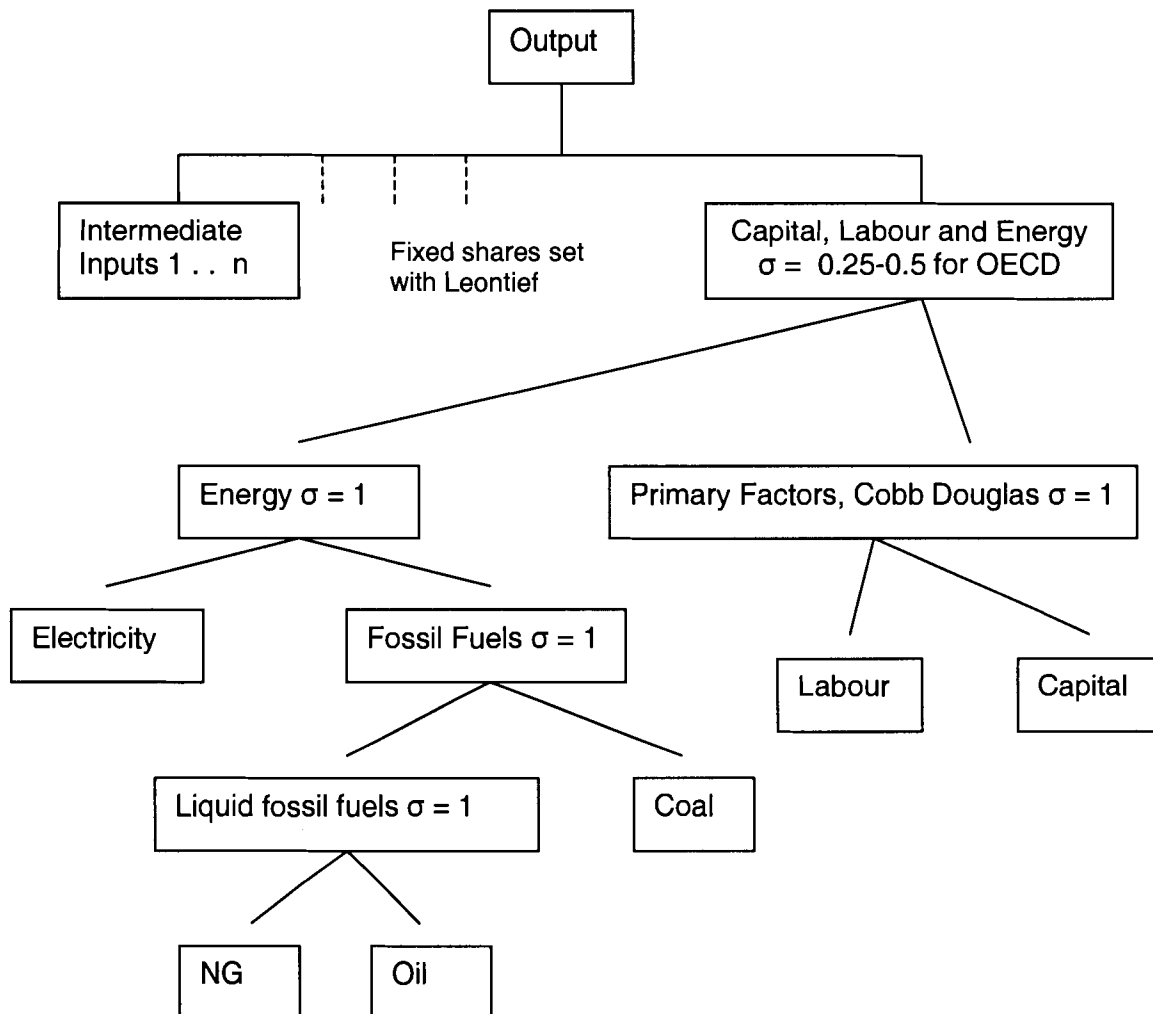 Output
Intermediate
Inputs 1 . . n
Fixed shares set
with Leontief
Capital, Labour and Energy
σ = 0.25-0.5 for OECD
Energy σ = 1
Primary Factors, Cobb Douglas σ = 1
Electricity
Fossil Fuels σ = 1
Labour
Capital
Liquid fossil fuels σ = 1
Coal
NG
Oil